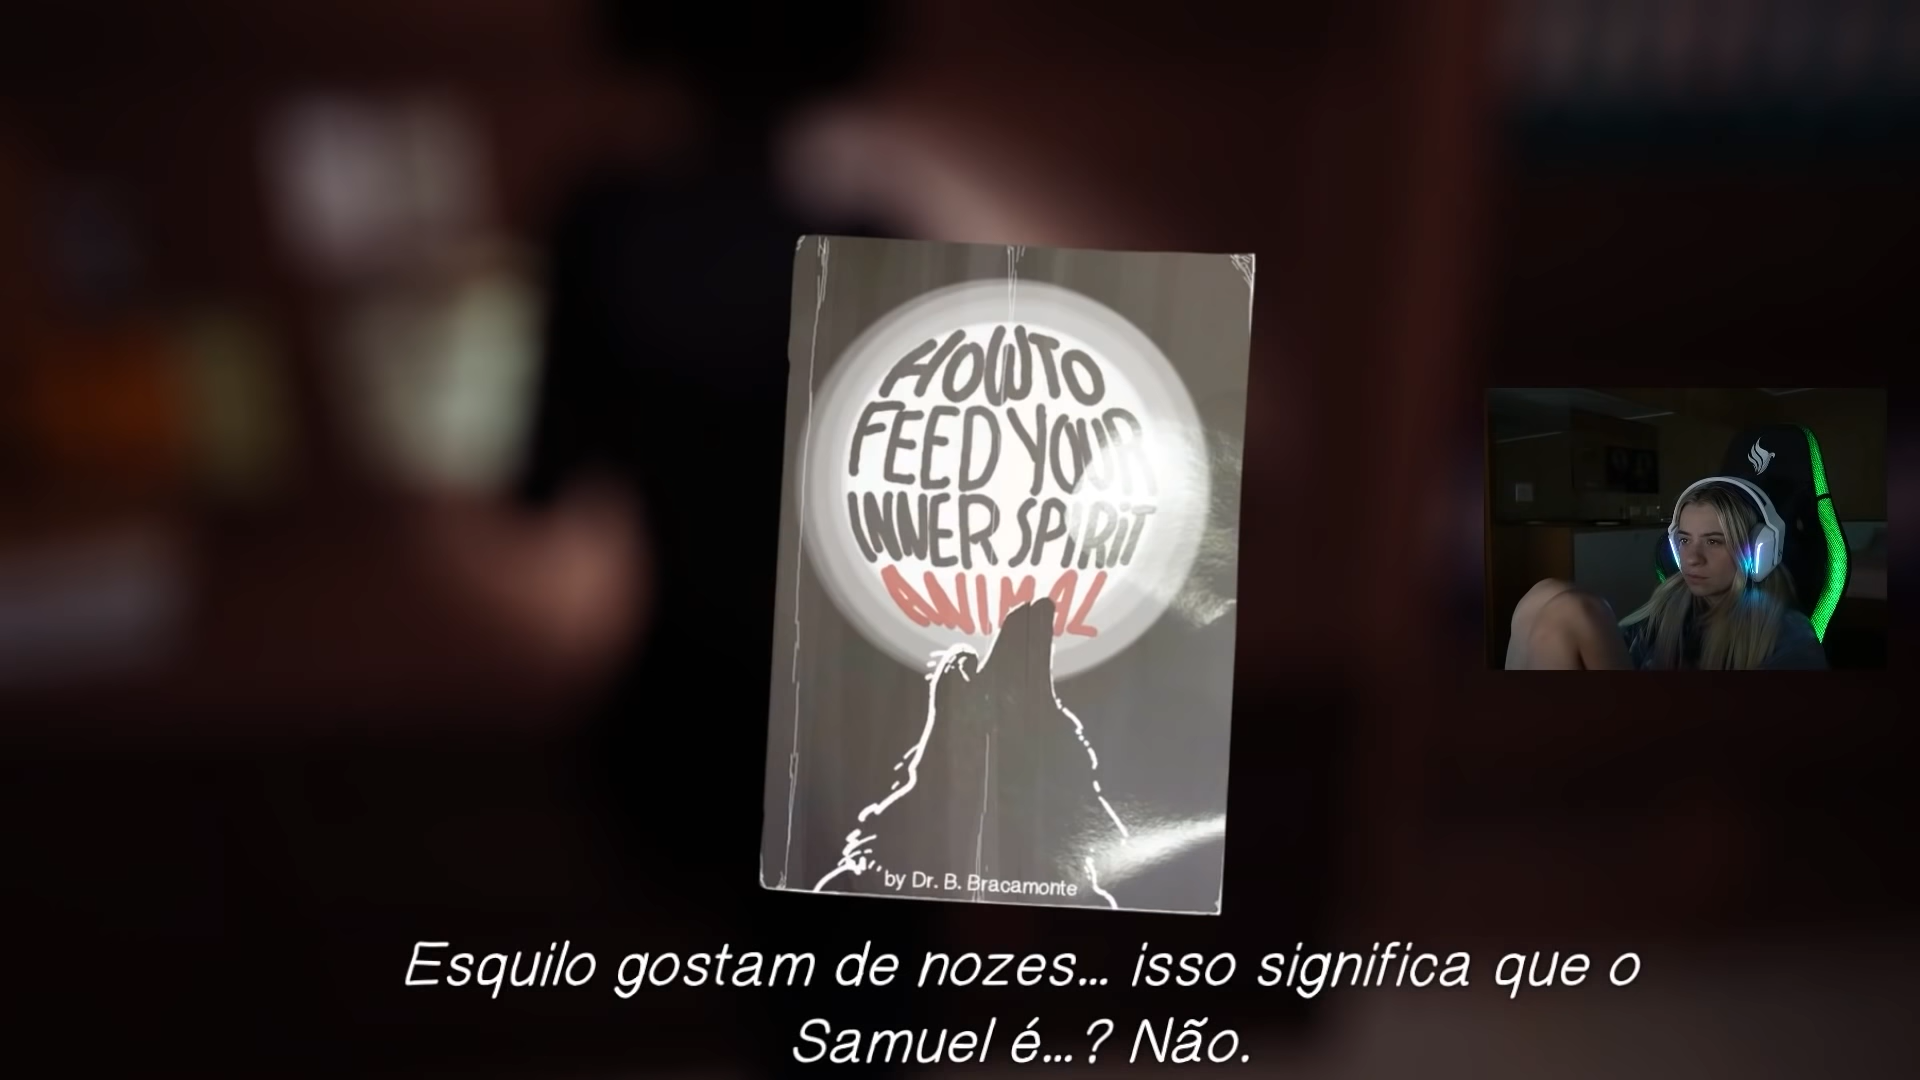 HOW TO
FEED YOUR
INNER SPIRIT
ANIMAL
by Dr. B. Bracamonte
Esquilo gostam de nozes... isso significa que o
Samuel é...? Não.